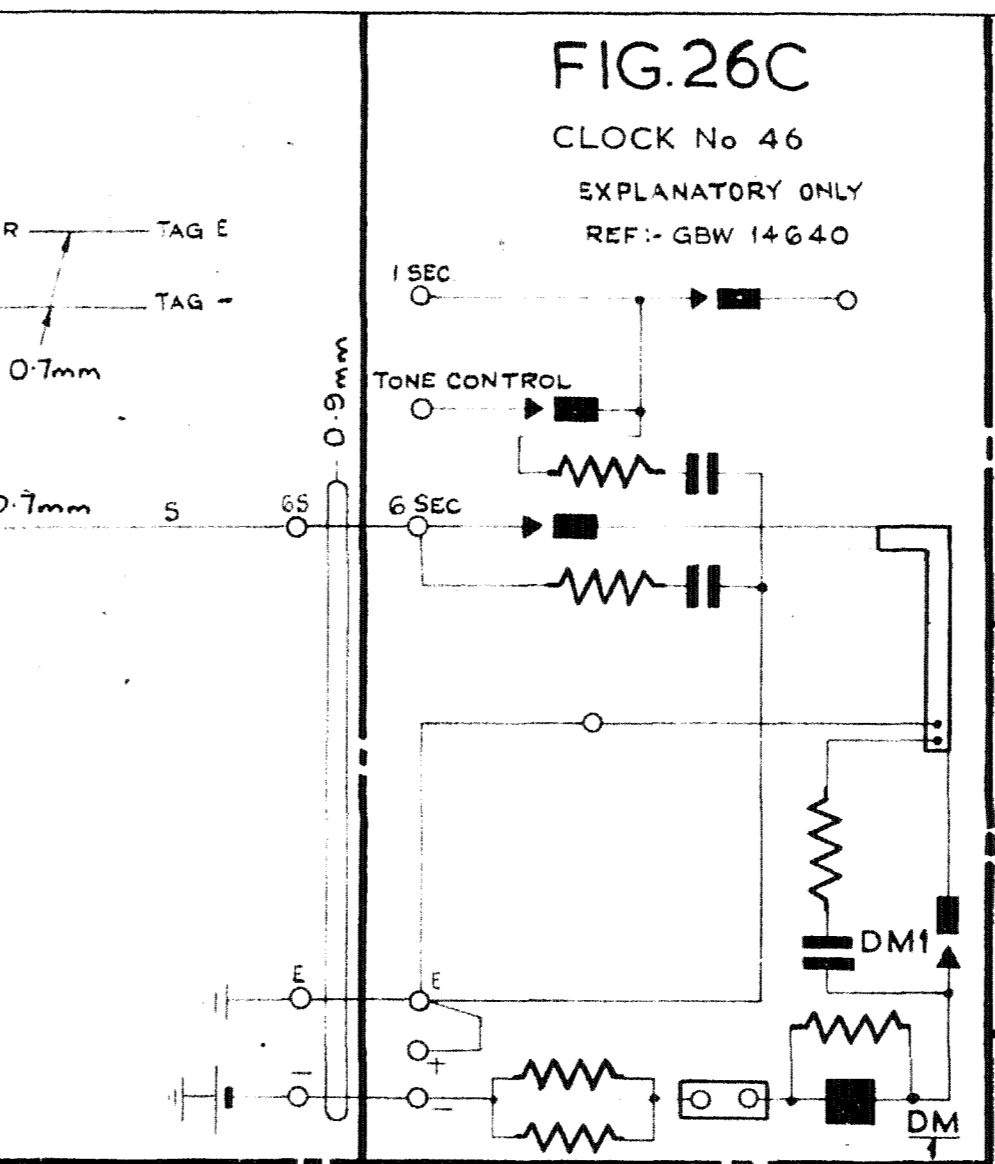 FIG.26C
CLOCK No 46
EXPLANATORY ONLY
REF:- GBW 14640
R TAG E
TAG -
0.7mm
0.9mm
1 SEC
TONE CONTROL
0.7mm S 6S 6 SEC
DM1
E E
+
- -
DM
1